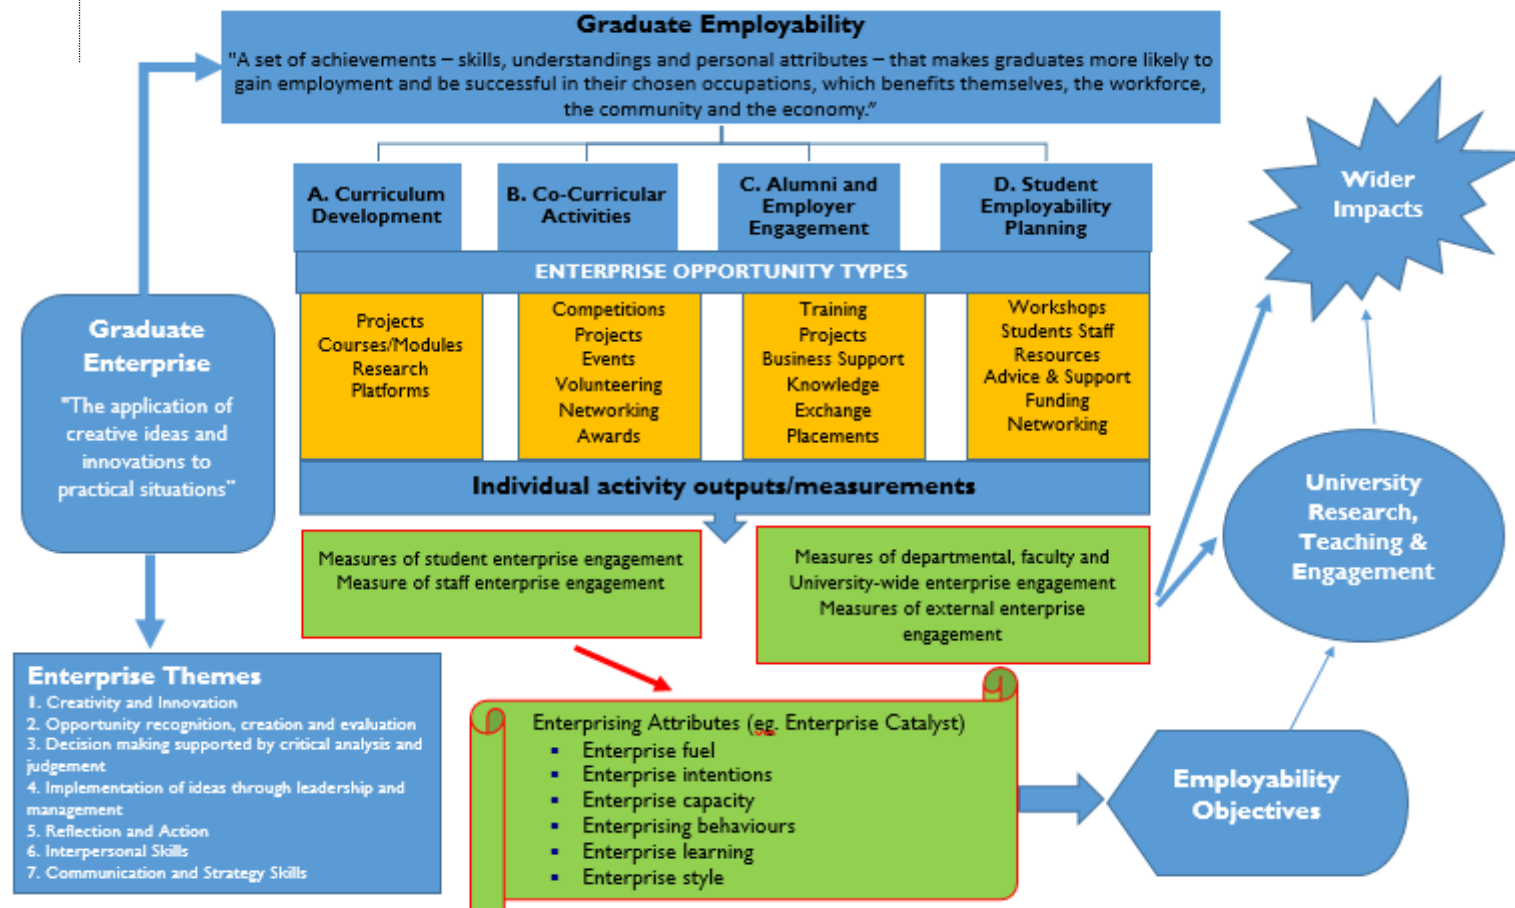 Graduate Employability
"A set of achievements – skills, understandings and personal attributes – that makes graduates more likely to
gain employment and be successful in their chosen occupations, which benefits themselves, the workforce,
the community and the economy.”
A. Curriculum
Development
B. Co-Curricular
Activities
C. Alumni and
Employer
Engagement
D. Student
Employability
Planning
ENTERPRISE OPPORTUNITY TYPES
Projects
Courses/Modules
Research
Platforms
Competitions
Projects
Events
Volunteering
Networking
Awards
Training
Projects
Business Support
Knowledge
Exchange
Placements
Workshops
Students Staff
Resources
Advice & Support
Funding
Networking
Individual activity outputs/measurements
Measures of student enterprise engagement
Measure of staff enterprise engagement
Measures of departmental, faculty and
University-wide enterprise engagement
Measures of external enterprise
engagement
Graduate
Enterprise
"The application of
creative ideas and
innovations to
practical situations”
Enterprise Themes
1. Creativity and Innovation
2. Opportunity recognition, creation and evaluation
3. Decision making supported by critical analysis and
judgement
4. Implementation of ideas through leadership and
management
5. Reflection and Action
6. Interpersonal Skills
7. Communication and Strategy Skills
Enterprising Attributes (eg. Enterprise Catalyst)
▪ Enterprise fuel
▪ Enterprise intentions
▪ Enterprise capacity
▪ Enterprising behaviours
▪ Enterprise learning
▪ Enterprise style
Employability
Objectives
University
Research,
Teaching &
Engagement
Wider
Impacts